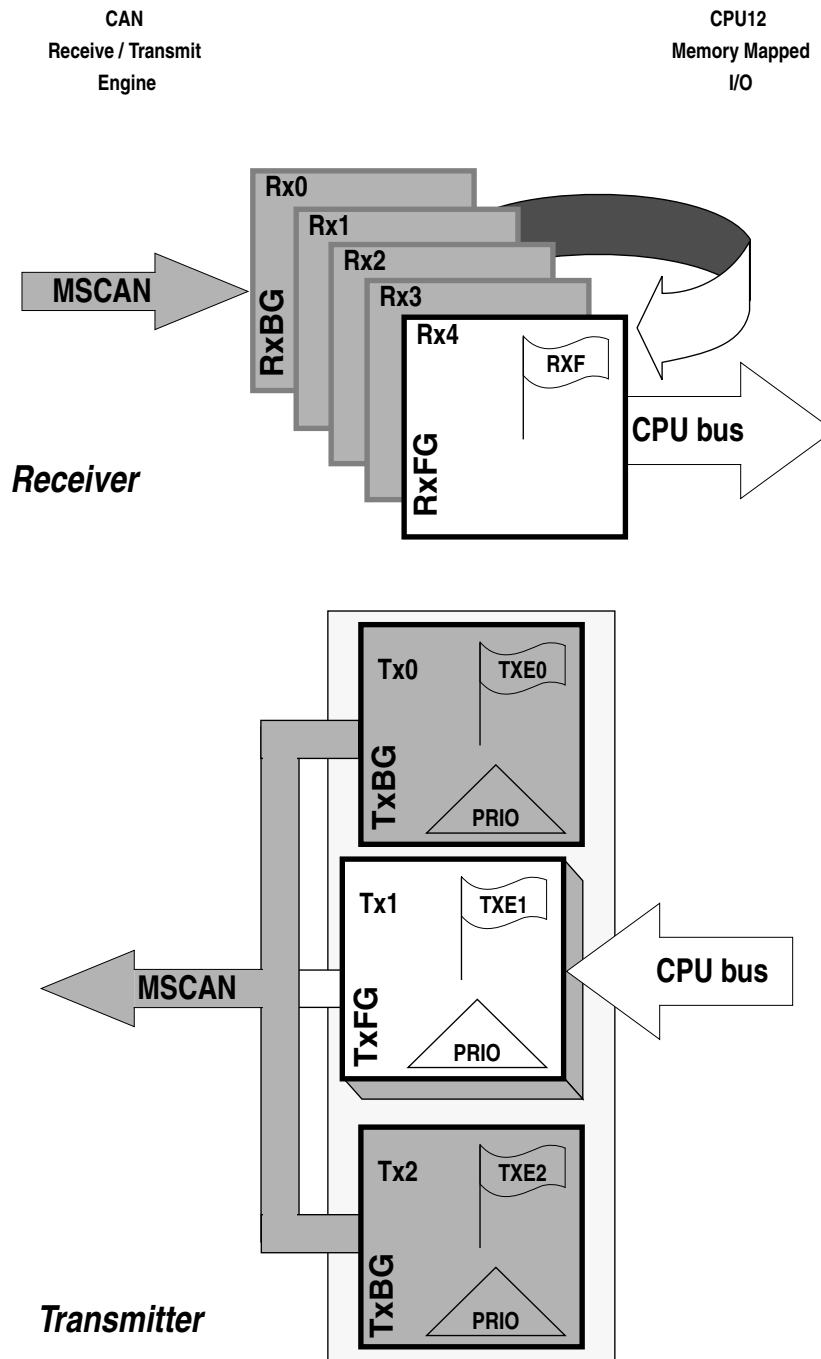 CAN
Receive / Transmit
Engine
CPU12
Memory Mapped
I/O
Rx0
Rx1
Rx2
Rx3
Rx4
RXF
MSCAN
RxBG
RxFG
CPU bus
Receiver
Tx0
TXE0
TxBG
PRIO
Tx1
TXE1
MSCAN
CPU bus
TxFG
PRIO
Tx2
TXE2
TxBG
PRIO
Transmitter